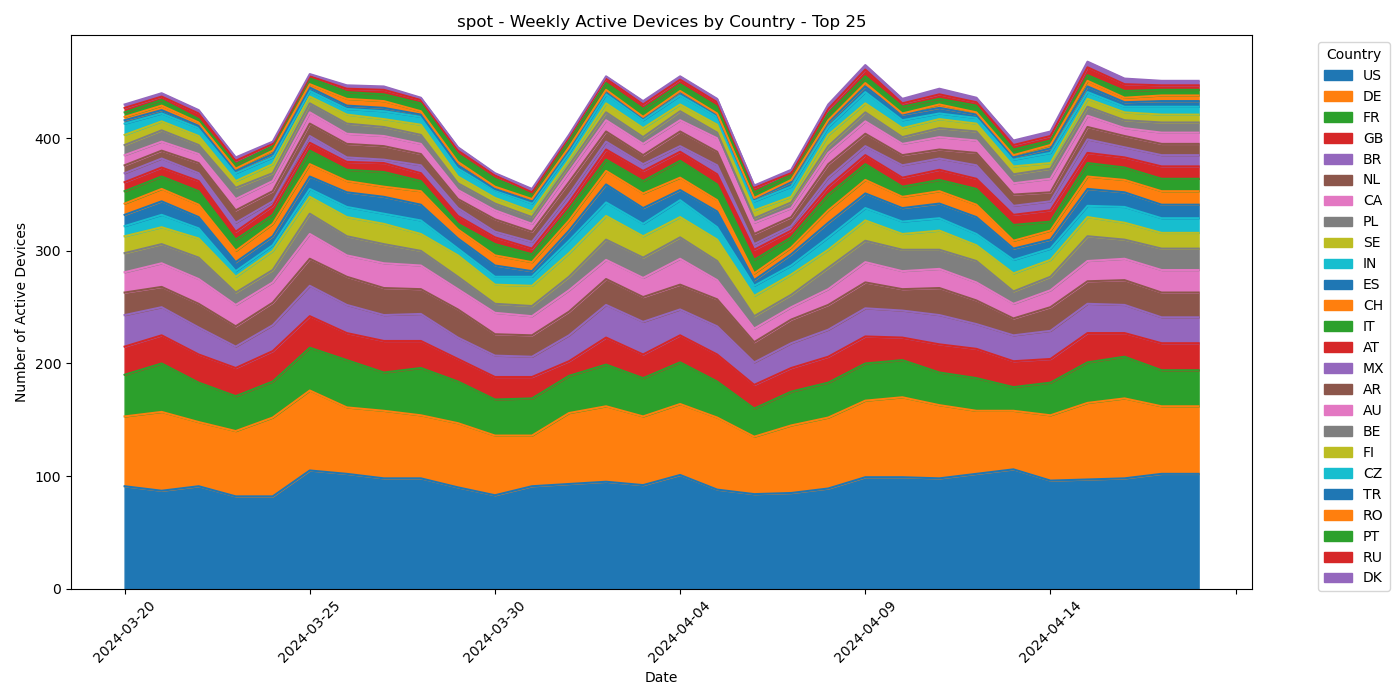 spot - Weekly Active Devices by Country - Top 25
Number of Active Devices
400
300
200
100
0
2024-03-20
2024-03-25
2024-03-30
2024-04-04
2024-04-09
2024-04-14
Date
Country
US
DE
FR
GB
BR
NL
CA
PL
SE
IN
ES
CH
IT
AT
MX
AR
AU
BE
FI
CZ
TR
RO
PT
RU
DK